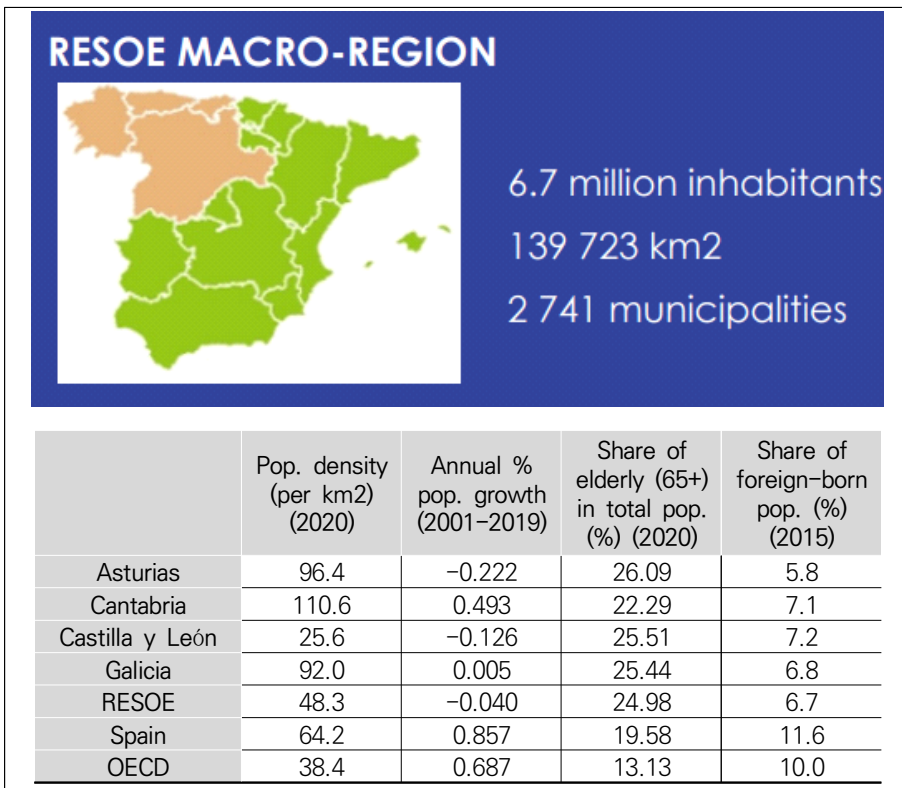 RESOE MACRO-REGION
6.7 million inhabitants
139 723 km2
2 741 municipalities
Pop. density
(per km2)
(2020)
Annual %
pop. growth
(2001-2019)
Share of
elderly (65+)
in total pop.
(%) (2020)
Share of
foreign-born
pop. (%)
(2015)
Asturias 96.4 -0.222 26.09 5.8
Cantabria 110.6 0.493 22.29 7.1
Castilla y León 25.6 -0.126 25.51 7.2
Galicia 92.0 0.005 25.44 6.8
RESOE 48.3 -0.040 24.98 6.7
Spain 64.2 0.857 19.58 11.6
OECD 38.4 0.687 13.13 10.0